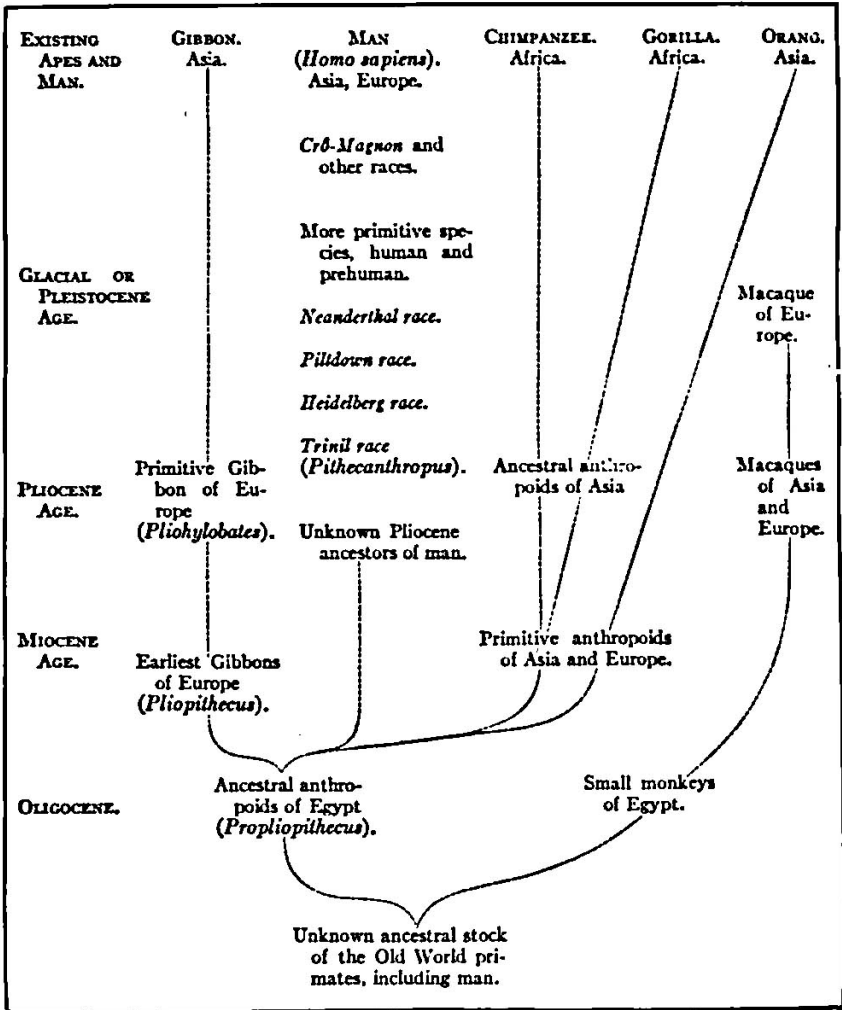 EXISTING APES AND MAN.
GIBBON.
Asia.
MAN
(Homo sapiens).
Asia, Europe.
CHIMPANZEE.
Africa.
GORILLA.
Africa.
ORANG.
Asia.
Crô-Magnon and
other races.
More primitive spe-
cies, human and
prehuman.
GLACIAL OR
PLEISTOCENE
AGE.
Neanderthal race.
Piltdown race.
Heidelberg race.
Trinil race
(Pithecanthropus).
Macaque
of Eu-
rope.
PLIOCENE
AGE.
Primitive Gib-
bon of Eu-
rope
(Pliohylobates).
Unknown Pliocene
ancestors of man.
Ancestral anthro-
poids of Asia
Macaques
of Asia
and
Europe.
MIOCENE
AGE.
Earliest Gibbons
of Europe
(Pliopithecus).
Primitive anthropoids
of Asia and Europe.
OLIGOCENE.
Ancestral anthro-
poids of Egypt
(Propliopithecus).
Small monkeys
of Egypt.
Unknown ancestral stock
of the Old World pri-
mates, including man.